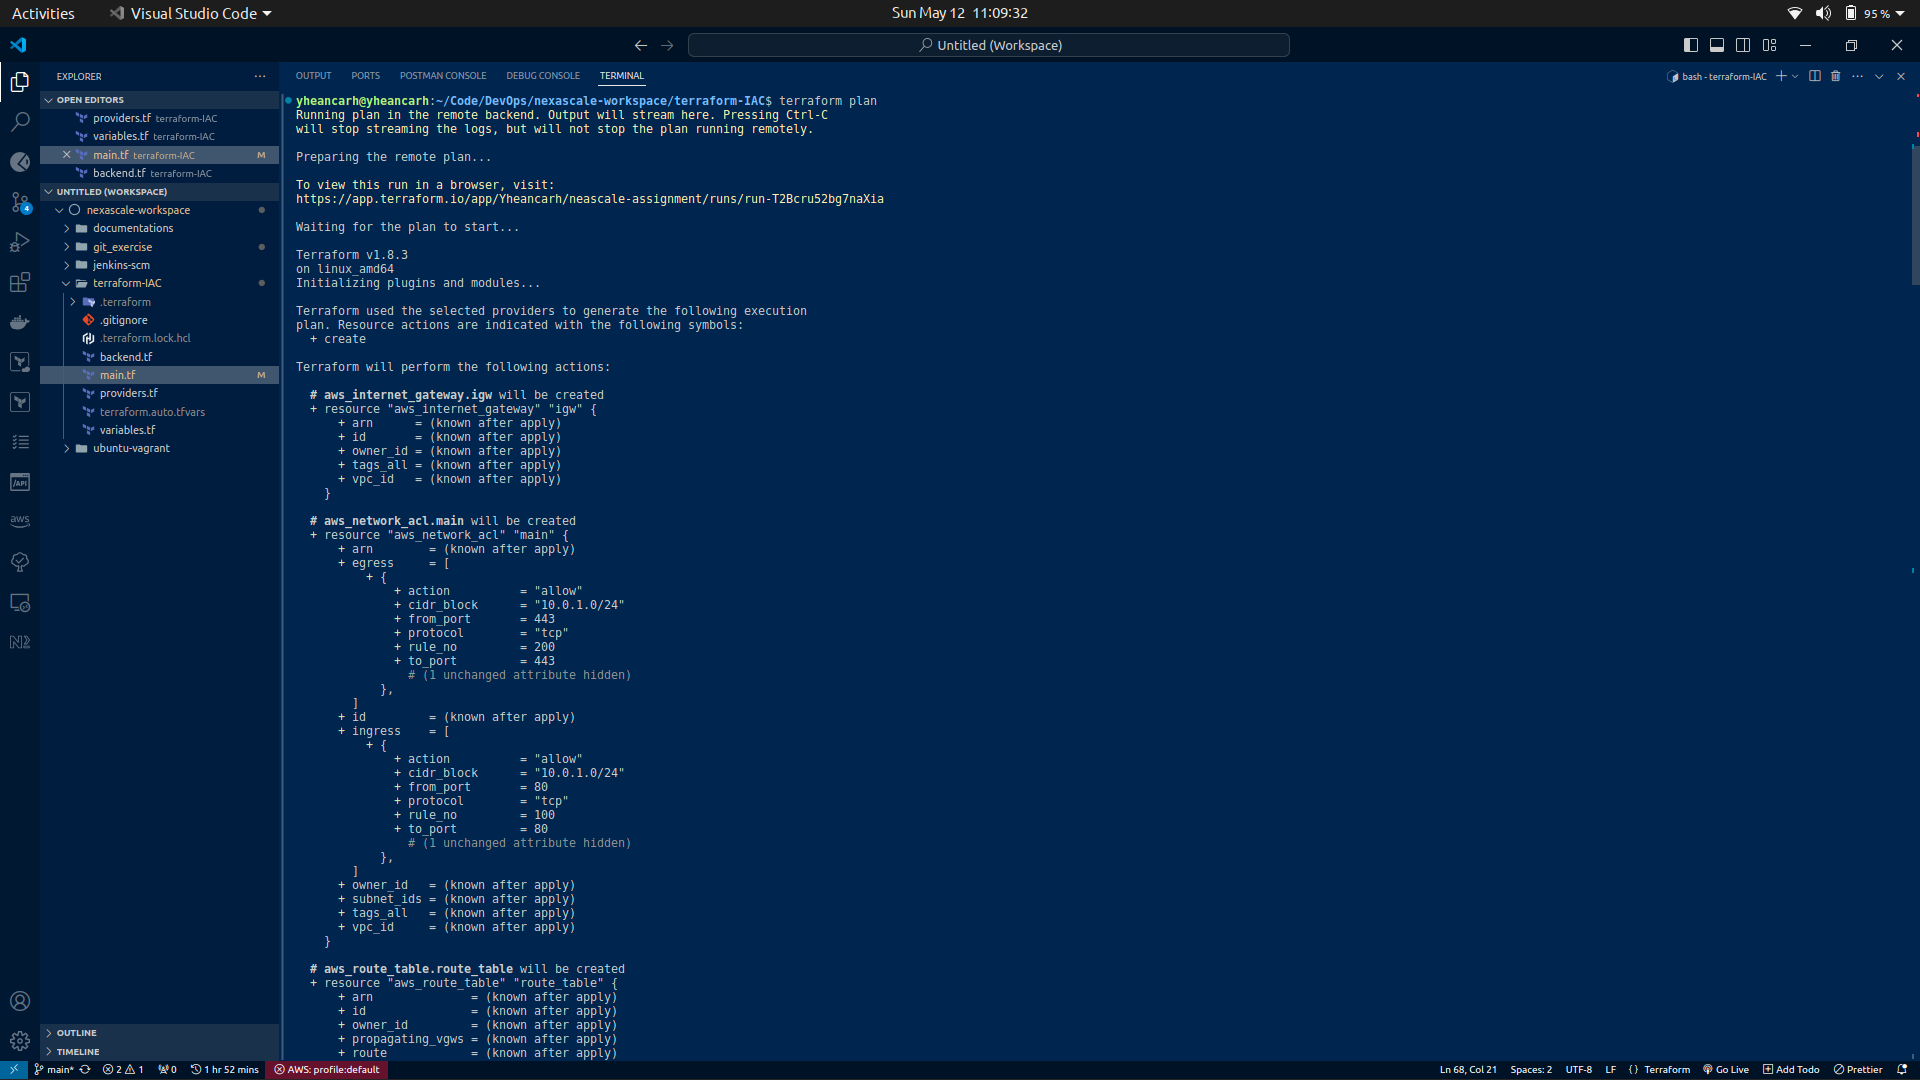 Activities
Visual Studio Code
Sun May 12 11:09:32
95 %
Untitled (Workspace)
EXPLORER
OPEN EDITORS
providers.tf terraform-IAC
variables.tf terraform-IAC
main.tf terraform-IAC M
backend.tf terraform-IAC
UNTITLED (WORKSPACE)
nexascale-workspace
documentations
git_exercise
jenkins-scm
terraform-IAC
.terraform
.gitignore
.terraform.lock.hcl
backend.tf
main.tf M
providers.tf
terraform.auto.tfvars
variables.tf
ubuntu-vagrant
OUTLINE
TIMELINE
4
/API
aws
OUTPUT PORTS POSTMAN CONSOLE DEBUG CONSOLE TERMINAL
bash - terraform-IAC
yheancarh@yheancarh:~/Code/DevOps/nexascale-workspace/terraform-IAC$ terraform plan
Running plan in the remote backend. Output will stream here. Pressing Ctrl-C
will stop streaming the logs, but will not stop the plan running remotely.
Preparing the remote plan...
To view this run in a browser, visit:
https://app.terraform.io/app/Yheancarh/neascale-assignment/runs/run-T2Bcru52bg7naXia
Waiting for the plan to start...
Terraform v1.8.3
on linux_amd64
Initializing plugins and modules...
Terraform used the selected providers to generate the following execution
plan. Resource actions are indicated with the following symbols:
+ create
Terraform will perform the following actions:
# aws_internet_gateway.igw will be created
+ resource "aws_internet_gateway" "igw" {
+ arn = (known after apply)
+ id = (known after apply)
+ owner_id = (known after apply)
+ tags_all = (known after apply)
+ vpc_id = (known after apply)
}
# aws_network_acl.main will be created
+ resource "aws_network_acl" "main" {
+ arn = (known after apply)
+ egress = [
+ {
+ action = "allow"
+ cidr_block = "10.0.1.0/24"
+ from_port = 443
+ protocol = "tcp"
+ rule_no = 200
+ to_port = 443
# (1 unchanged attribute hidden)
},
]
+ id = (known after apply)
+ ingress = [
+ {
+ action = "allow"
+ cidr_block = "10.0.1.0/24"
+ from_port = 80
+ protocol = "tcp"
+ rule_no = 100
+ to_port = 80
# (1 unchanged attribute hidden)
},
]
+ owner_id = (known after apply)
+ subnet_ids = (known after apply)
+ tags_all = (known after apply)
+ vpc_id = (known after apply)
}
# aws_route_table.route_table will be created
+ resource "aws_route_table" "route_table" {
+ arn = (known after apply)
+ id = (known after apply)
+ owner_id = (known after apply)
+ propagating_vgws = (known after apply)
+ route = (known after apply)
main* 2 1 0 1 hr 52 mins AWS: profile:default Ln 68, Col 21 Spaces: 2 UTF-8 LF {} Terraform Go Live Add Todo Prettier